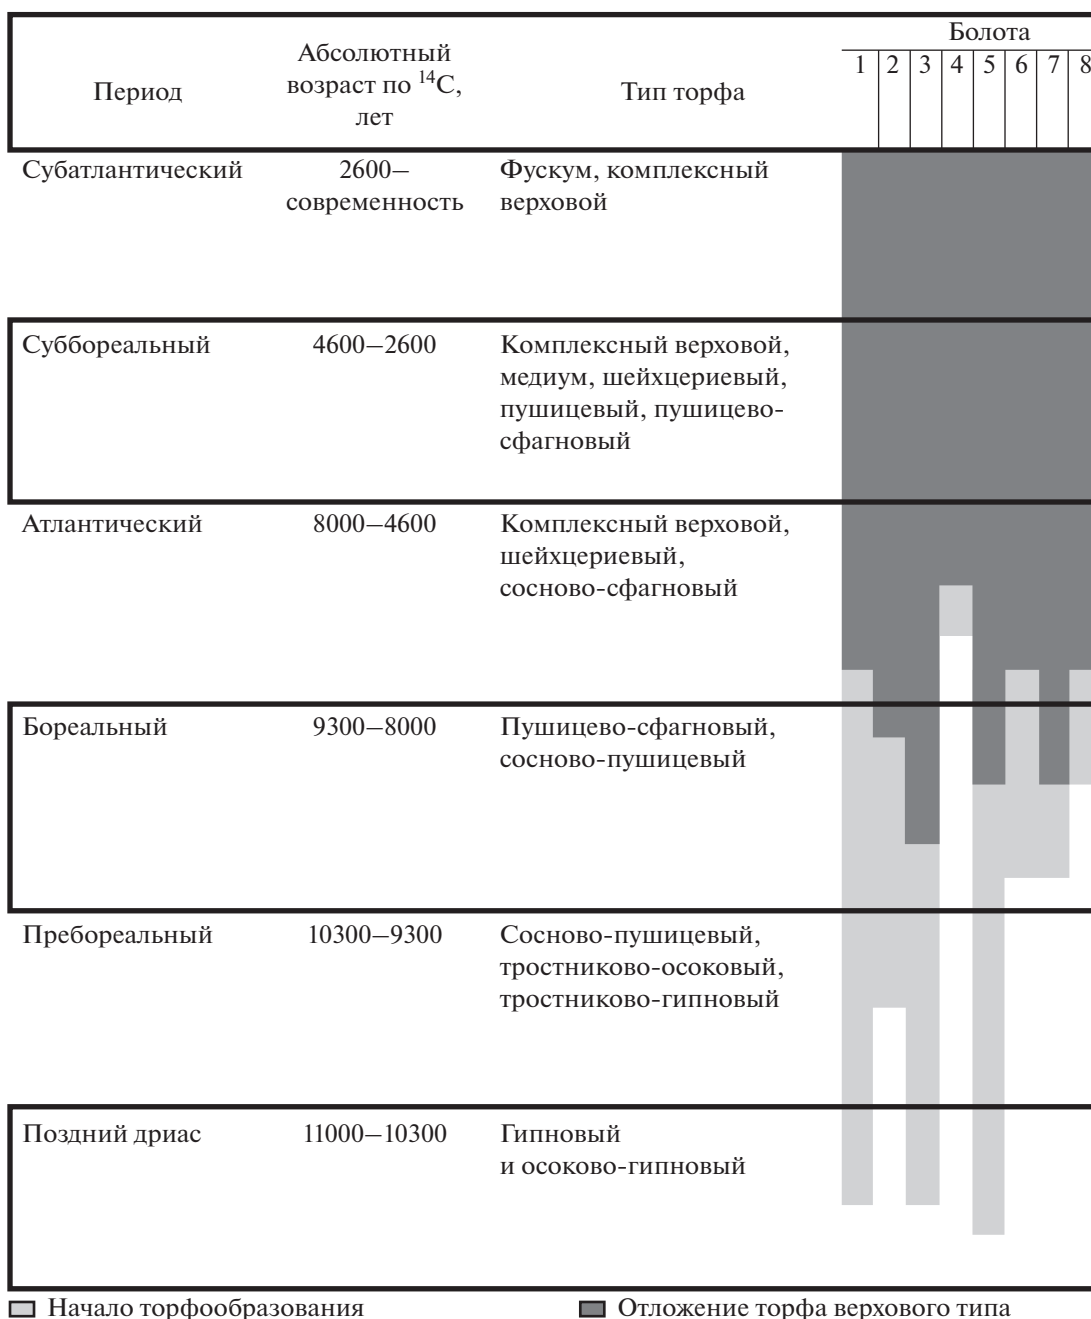 Болота
Период
Абсолютный
возраст по ¹⁴C,
лет
Тип торфа
1 2 3 4 5 6 7 8
Субатлантический 2600– Фускум, комплексный
современность верховой
Суббореальный 4600–2600 Комплексный верховой,
медиум, шейхцериевый,
пушицевый, пушицево-
сфагновый
Атлантический 8000–4600 Комплексный верховой,
шейхцериевый,
сосново-сфагновый
Бореальный 9300–8000 Пушицево-сфагновый,
сосново-пушицевый
Пребореальный 10300–9300 Сосново-пушицевый,
тростниково-осоковый,
тростниково-гипновый
Поздний дриас 11000–10300 Гипновый
и осоково-гипновый
Начало торфообразования Отложение торфа верхового типа